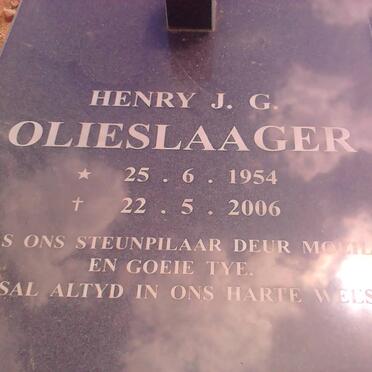 HENRY J. G.
OLIESLAAGER
★ 25 . 6 . 1954
† 22 . 5 . 2006
S ONS STEUNPILAAR DEUR
EN GOEIE TYE.
SAL ALTYD IN ONS HARTE WEES